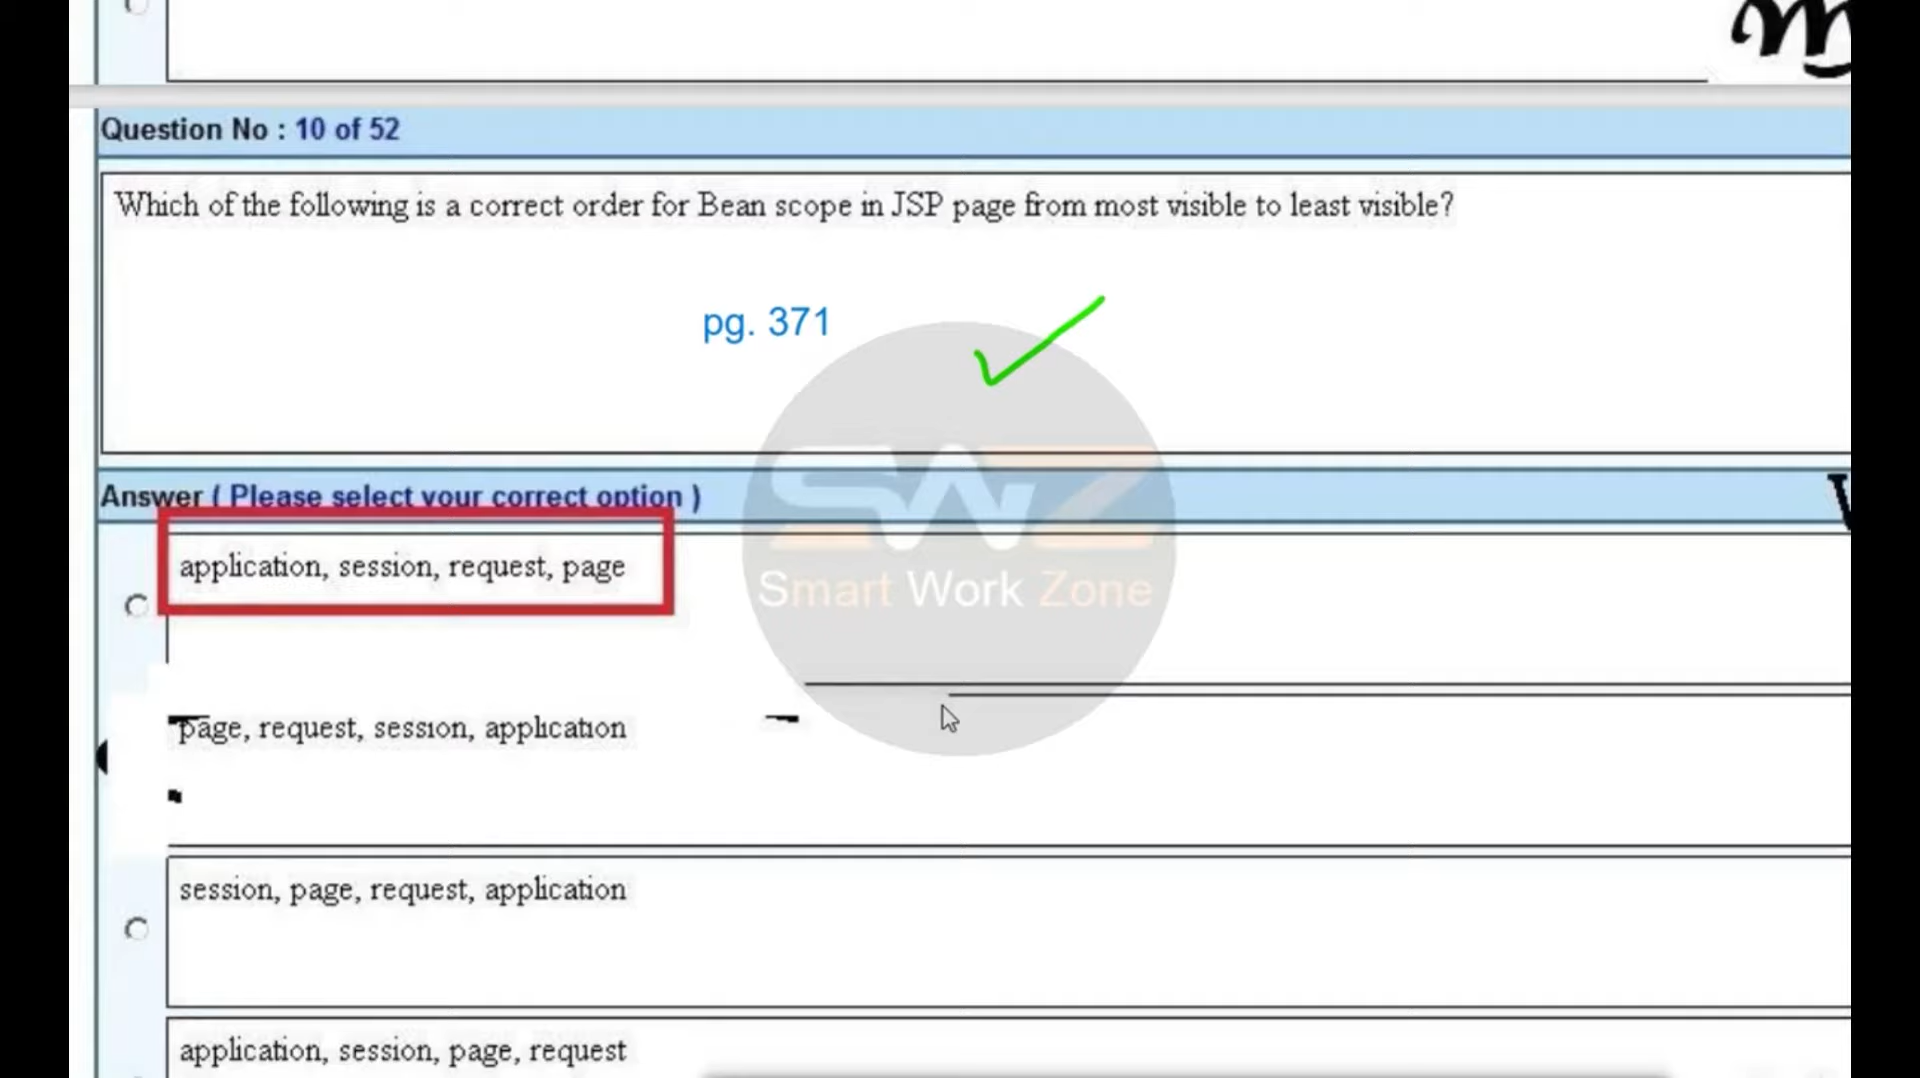 Question No : 10 of 52
Which of the following is a correct order for Bean scope in JSP page from most visible to least visible?
pg. 371
SWZ
Smart Work Zone
Answer ( Please select your correct option )
application, session, request, page
page, request, session, application
session, page, request, application
application, session, page, request